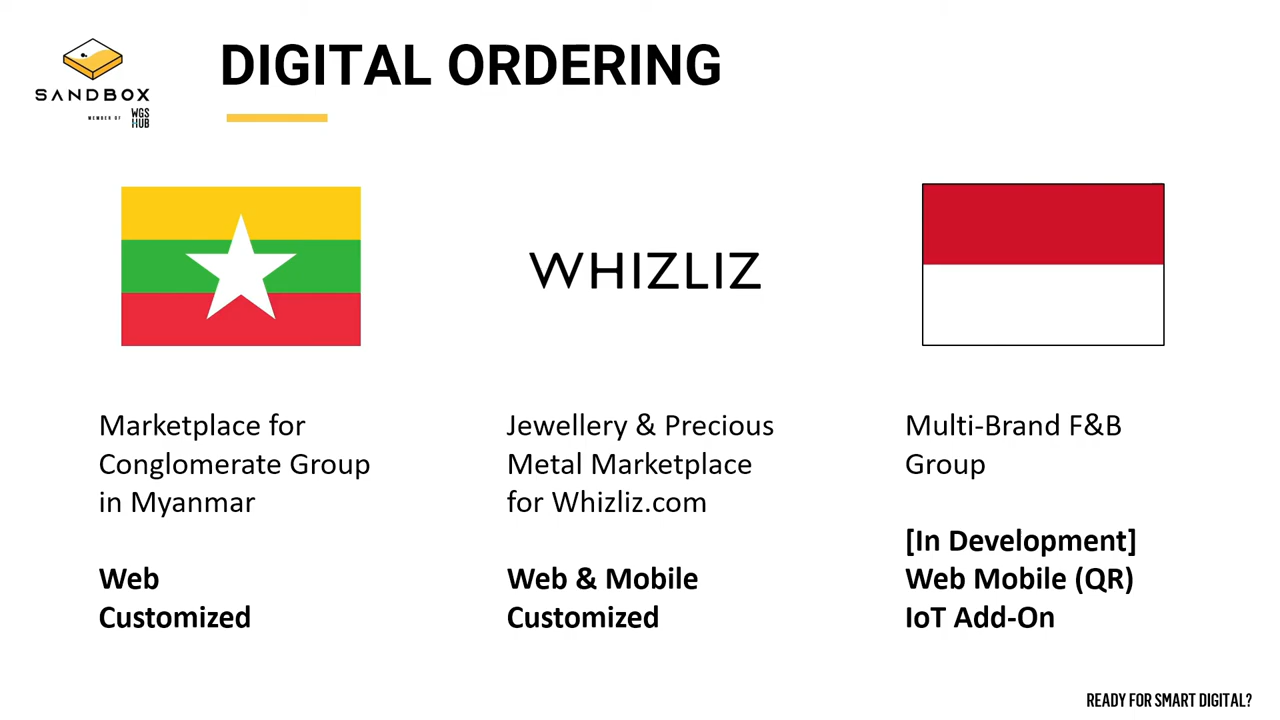 SANDBOX
MEMBER OF WGS HUB
DIGITAL ORDERING
WHIZLIZ
Marketplace for
Conglomerate Group
in Myanmar
Web
Customized
Jewellery & Precious
Metal Marketplace
for Whizliz.com
Web & Mobile
Customized
Multi-Brand F&B
Group
[In Development]
Web Mobile (QR)
IoT Add-On
READY FOR SMART DIGITAL?